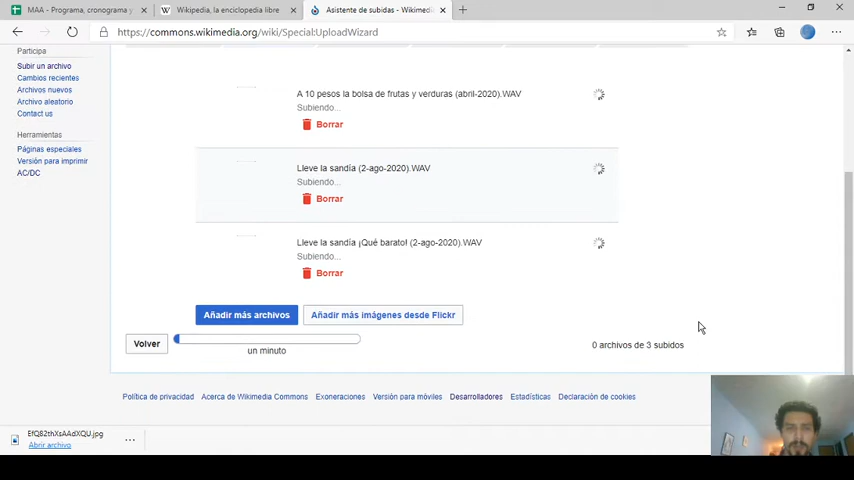 MAA - Programa, cronograma y
Wikipedia, la enciclopedia libre
Asistente de subidas - Wikimedi
https://commons.wikimedia.org/wiki/Special:UploadWizard
Participa
Subir un archivo
Cambios recientes
Archivos nuevos
Archivo aleatorio
Contact us
Herramientas
Páginas especiales
Versión para imprimir
AC/DC
A 10 pesos la bolsa de frutas y verduras (abril-2020).WAV
Subiendo...
Borrar
Lleve la sandía (2-ago-2020).WAV
Subiendo...
Borrar
Lleve la sandía ¡Qué barato! (2-ago-2020).WAV
Subiendo...
Borrar
Añadir más archivos
Añadir más imágenes desde Flickr
Volver
un minuto
0 archivos de 3 subidos
Política de privacidad
Acerca de Wikimedia Commons
Exoneraciones
Versión para móviles
Desarrolladores
Estadísticas
Declaración de cookies
EfQ82thXsAAdXQU.jpg
Abrir archivo